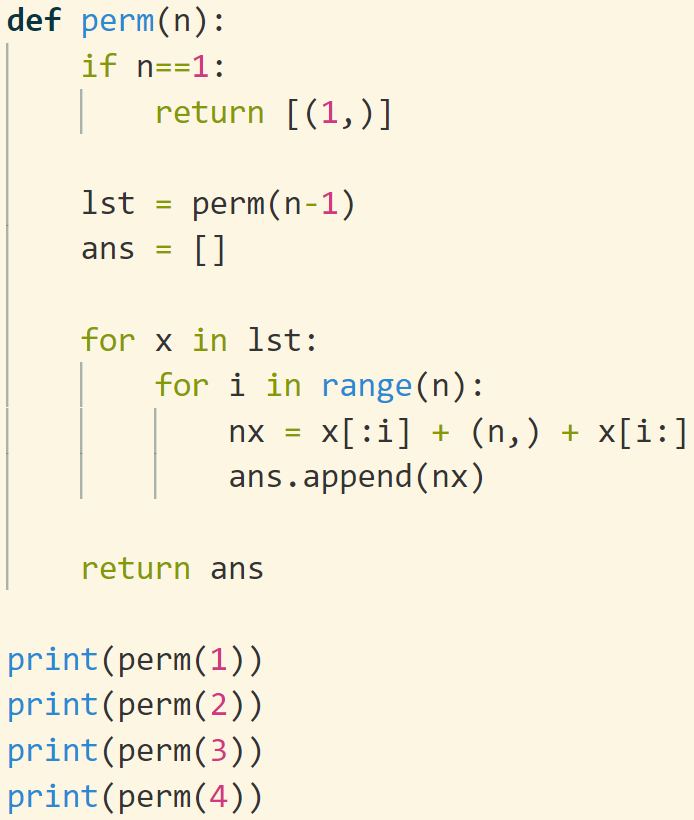 def perm(n):
    if n==1:
        return [(1,)]

    lst = perm(n-1)
    ans = []

    for x in lst:
        for i in range(n):
            nx = x[:i] + (n,) + x[i:]
            ans.append(nx)

    return ans

print(perm(1))
print(perm(2))
print(perm(3))
print(perm(4))